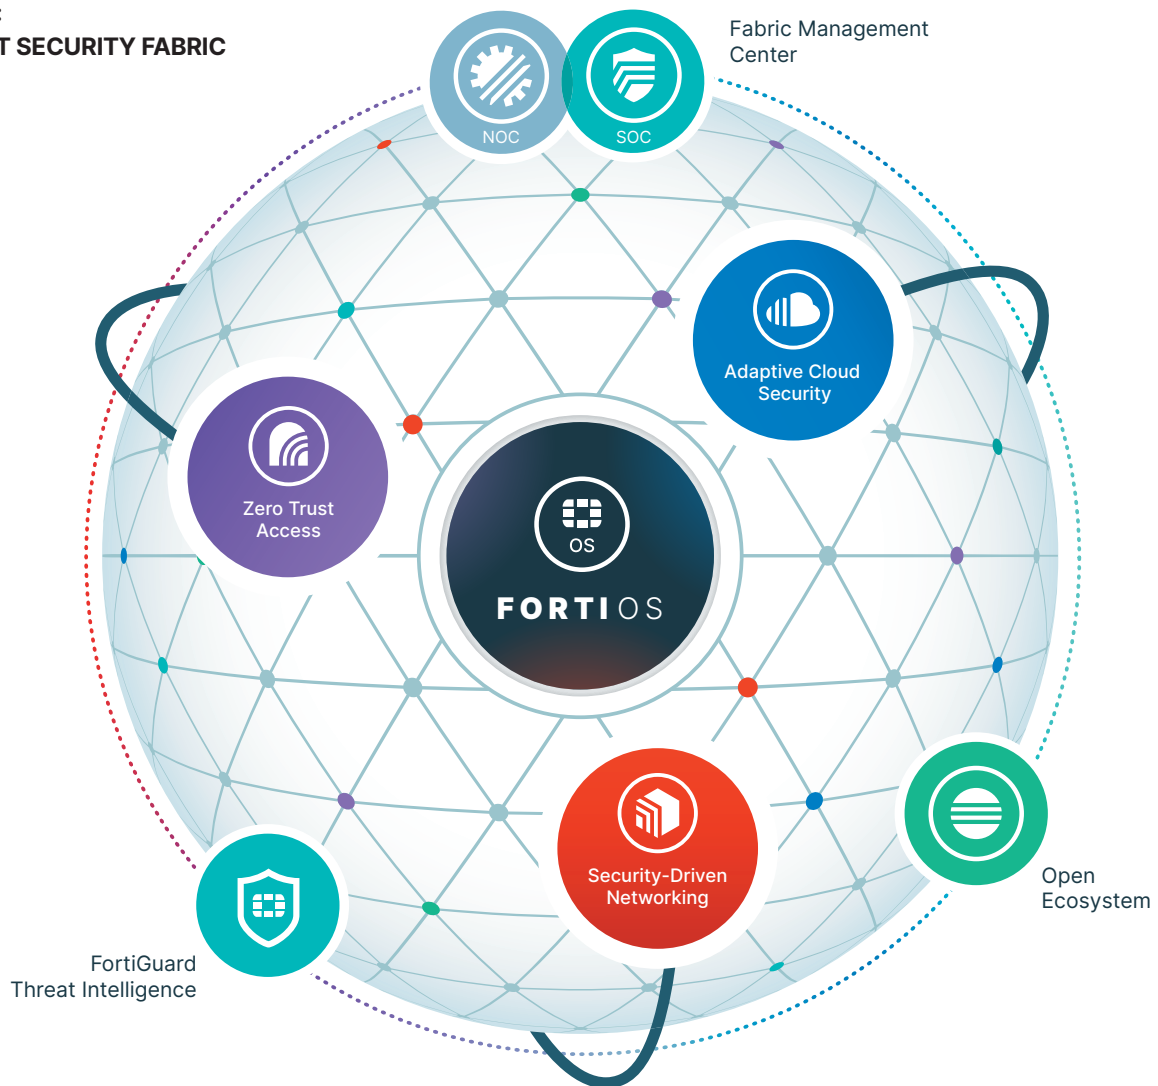 SECURITY FABRIC
Fabric Management
Center
NOC
SOC
Adaptive Cloud
Security
Zero Trust
Access
OS
FORTIOS
Security-Driven
Networking
Open
Ecosystem
FortiGuard
Threat Intelligence